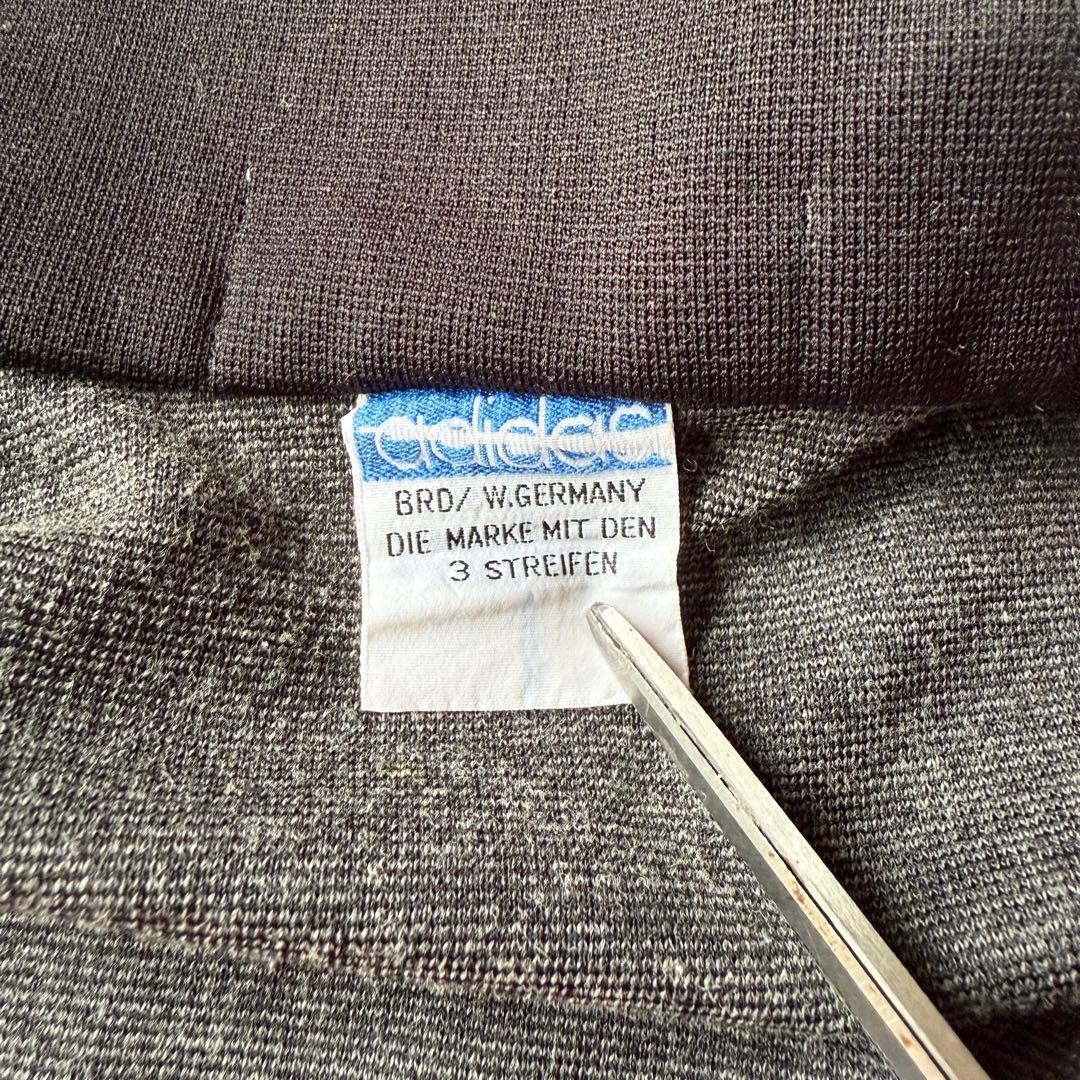 adidas
BRD/ W.GERMANY
DIE MARKE MIT DEN
3 STREIFEN